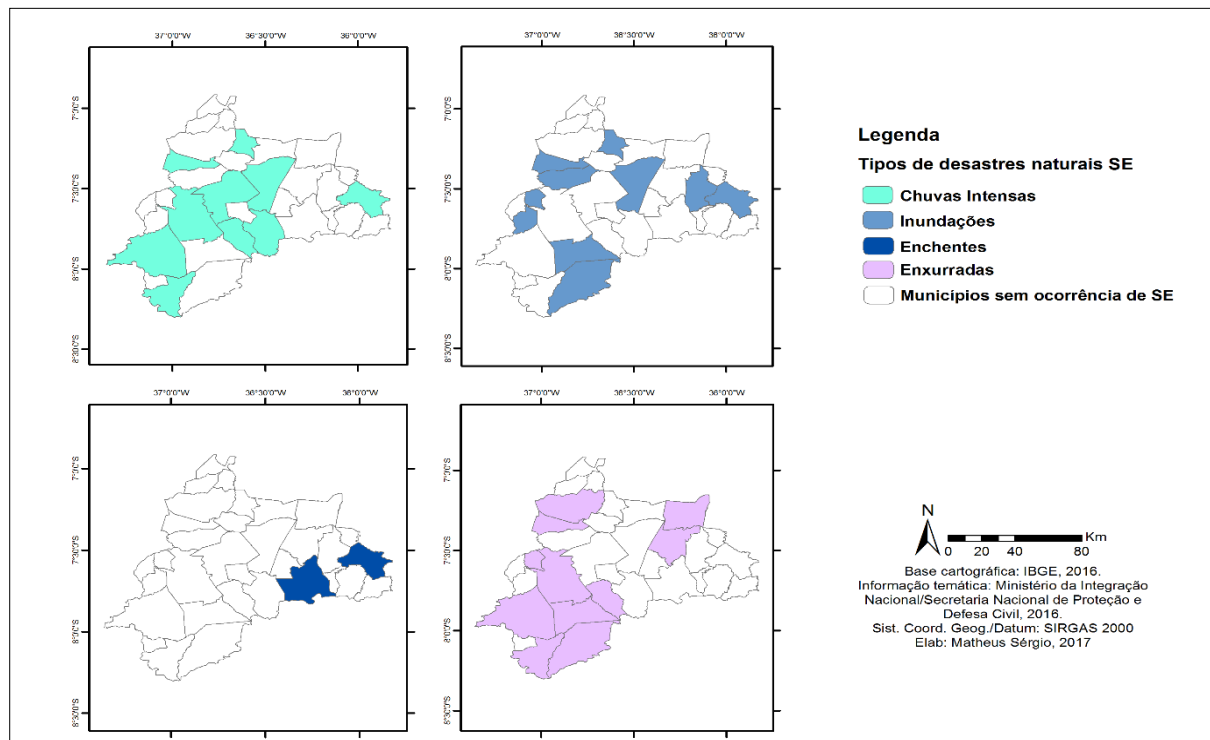 37°0'0"W 36°30'0"W 36°0'0"W
7°0'0"S
7°30'0"S
8°0'0"S
8°30'0"S
37°0'0"W 36°30'0"W 36°0'0"W
7°0'0"S
7°30'0"S
8°0'0"S
8°30'0"S
Legenda
Tipos de desastres naturais SE
Chuvas Intensas
Inundações
Enchentes
Enxurradas
Municípios sem ocorrência de SE
37°0'0"W 36°30'0"W 36°0'0"W
7°0'0"S
7°30'0"S
8°0'0"S
8°30'0"S
37°0'0"W 36°30'0"W 36°0'0"W
7°0'0"S
7°30'0"S
8°0'0"S
8°30'0"S
N
Km
0 20 40 80
Base cartográfica: IBGE, 2016.
Informação temática: Ministério da Integração
Nacional/Secretaria Nacional de Proteção e
Defesa Civil, 2016.
Sist. Coord. Geog./Datum: SIRGAS 2000
Elab: Matheus Sérgio, 2017